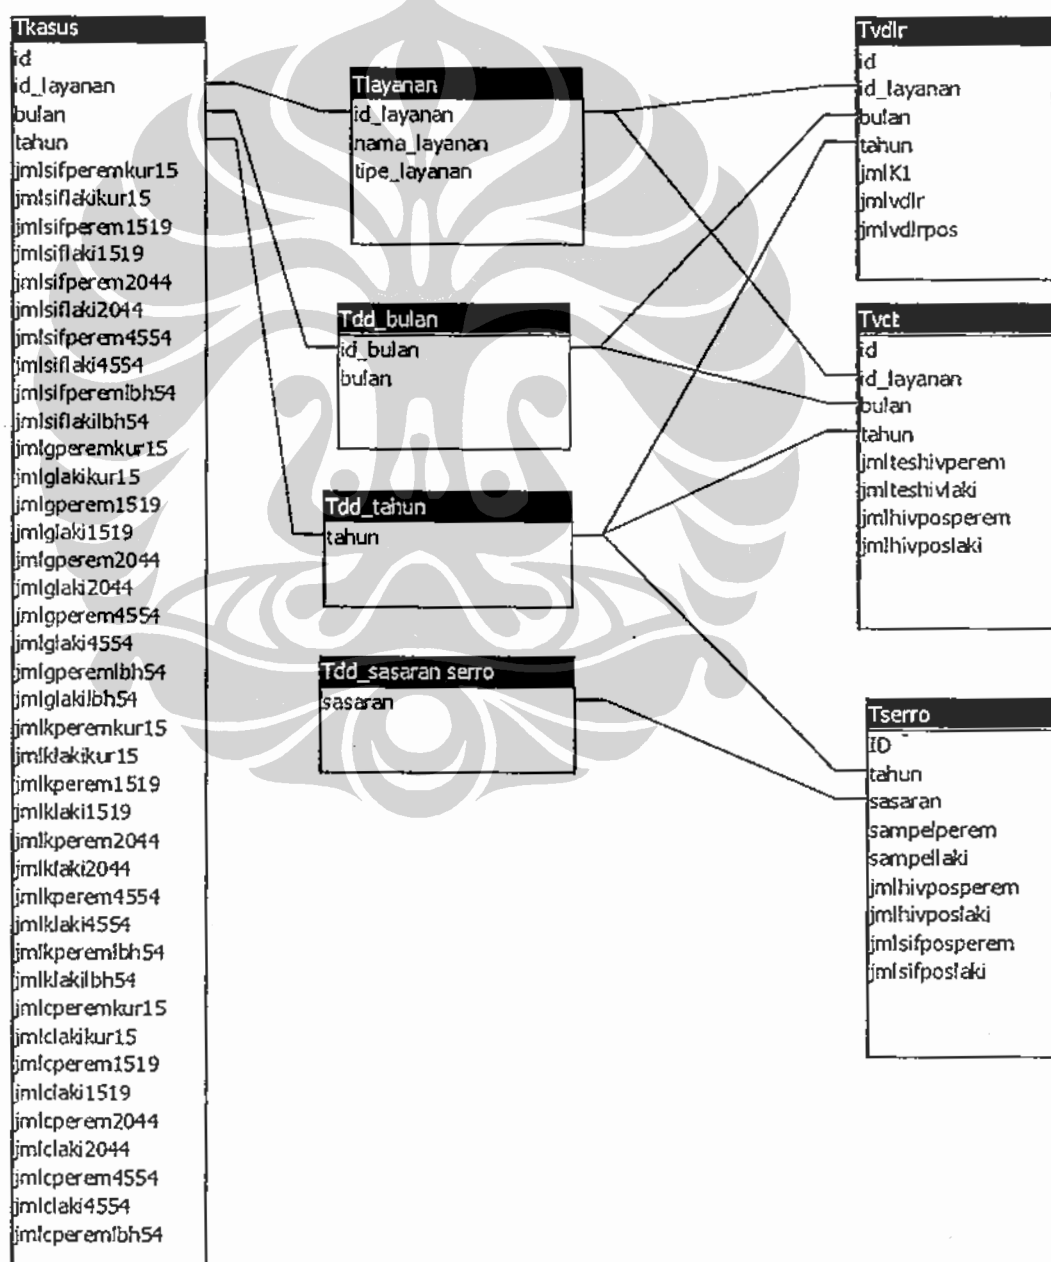 Tkasus
id
id_layanan
bulan
tahun
jmlsifperemkur15
jmlsiflakikur15
jmlsifperem1519
jmlsiflaki1519
jmlsifperem2044
jmlsiflaki2044
jmlsifperem4554
jmlsiflaki4554
jmlsifperemlbh54
jmlsiflakilbh54
jmlgperemkur15
jmlglakikur15
jmlgperem1519
jmlglaki1519
jmlgperem2044
jmlglaki2044
jmlgperem4554
jmlglaki4554
jmlgperemlbh54
jmlglakilbh54
jmlkperemkur15
jmlklakikur15
jmlkperem1519
jmlklaki1519
jmlkperem2044
jmlklaki2044
jmlkperem4554
jmlklaki4554
jmlkperemlbh54
jmlklakilbh54
jmlcperemkur15
jmlclakikur15
jmlcperem1519
jmlclaki1519
jmlcperem2044
jmlclaki2044
jmlcperem4554
jmlclaki4554
jmlcperemlbh54
Tlayanan
id_layanan
nama_layanan
tipe_layanan
Tdd_bulan
id_bulan
bulan
Tdd_tahun
tahun
Tdd_sasaran serro
sasaran
Tvdlr
id
id_layanan
bulan
tahun
jmlK1
jmlvdlr
jmlvdlrpos
Tvct
id
id_layanan
bulan
tahun
jmlteshivperem
jmlteshivlaki
jmlhivposperem
jmlhivposlaki
Tserro
ID
tahun
sasaran
sampelperem
sampellaki
jmlhivposperem
jmlhivposlaki
jmlsifposperem
jmlsifposlaki